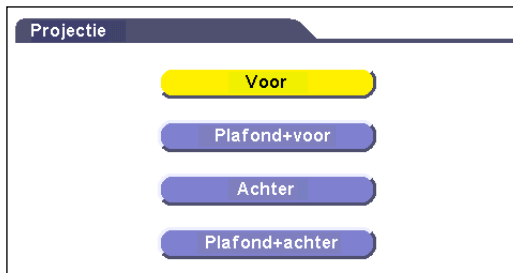 Projectie
Voor
Plafond+voor
Achter
Plafond+achter